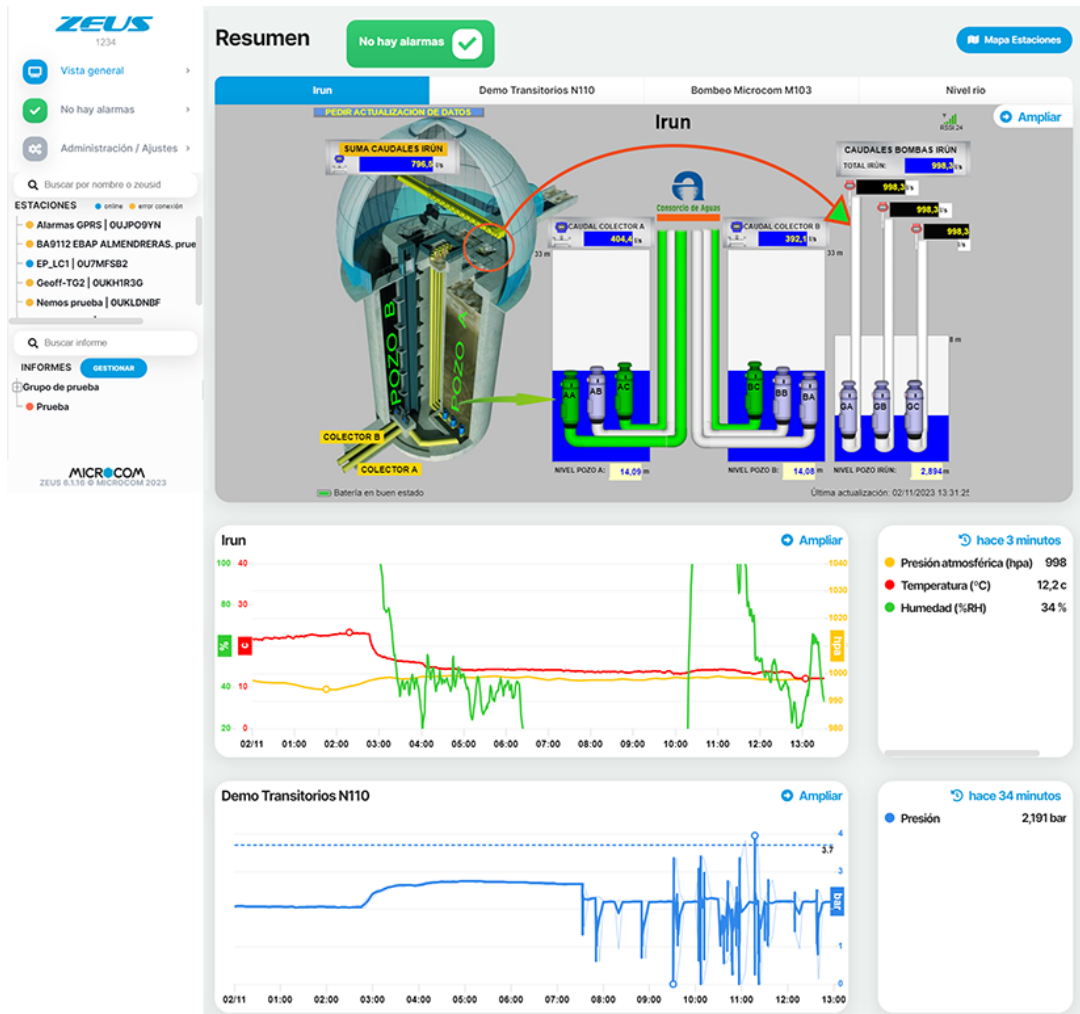 ZEUS
1234
Vista general
No hay alarmas
Administración / Ajustes
Buscar por nombre o zeusid
ESTACIONES online error conexión
Alarmas GPRS | 0UJPO9YN
BA9112 EBAP ALMENDRERAS. prue
EP_LC1 | 0U7MFSB2
Geoff-TG2 | 0UKH1R3G
Nemos prueba | 0UKLDNBF
Buscar informe
INFORMES GESTIONAR
Grupo de prueba
Prueba
MICROCOM
ZEUS 6.1.16 © MICROCOM 2023
Resumen
No hay alarmas
Mapa Estaciones
Irun Demo Transitorios N110 Bombeo Microcom M103 Nivel rio
PEDIR ACTUALIZACIÓN DE DATOS
Irun
RSSI 24
Ampliar
SUMA CAUDALES IRÚN
796,5 l/s
CAUDALES BOMBAS IRÚN
TOTAL IRÚN: 998,3 l/s
998,3 l/s
998,3 l/s
998,3 l/s
Consorcio de Aguas
CAUDAL COLECTOR A
404,4 l/s
CAUDAL COLECTOR B
392,1 l/s
33 m
33 m
8 m
POZO B
POZO A
AA AB AC
BC BB BA
GA GB GC
COLECTOR B
COLECTOR A
NIVEL POZO A: 14,09 m
NIVEL POZO B: 14,08 m
NIVEL POZO IRÚN: 2,894 m
Batería en buen estado
Última actualización: 02/11/2023 13:31:25
Irun
Ampliar
100 40 1040
1030
80 30
1020
% c hpa
1000
40 10
990
20 0 980
02/11 01:00 02:00 03:00 04:00 05:00 06:00 07:00 08:00 09:00 10:00 11:00 12:00 13:00
hace 3 minutos
Presión atmosférica (hpa) 998
Temperatura (°C) 12,2 c
Humedad (%RH) 34 %
Demo Transitorios N110
Ampliar
4
3.7
3
bar
1
0
02/11 01:00 02:00 03:00 04:00 05:00 06:00 07:00 08:00 09:00 10:00 11:00 12:00 13:00
hace 34 minutos
Presión 2,191 bar